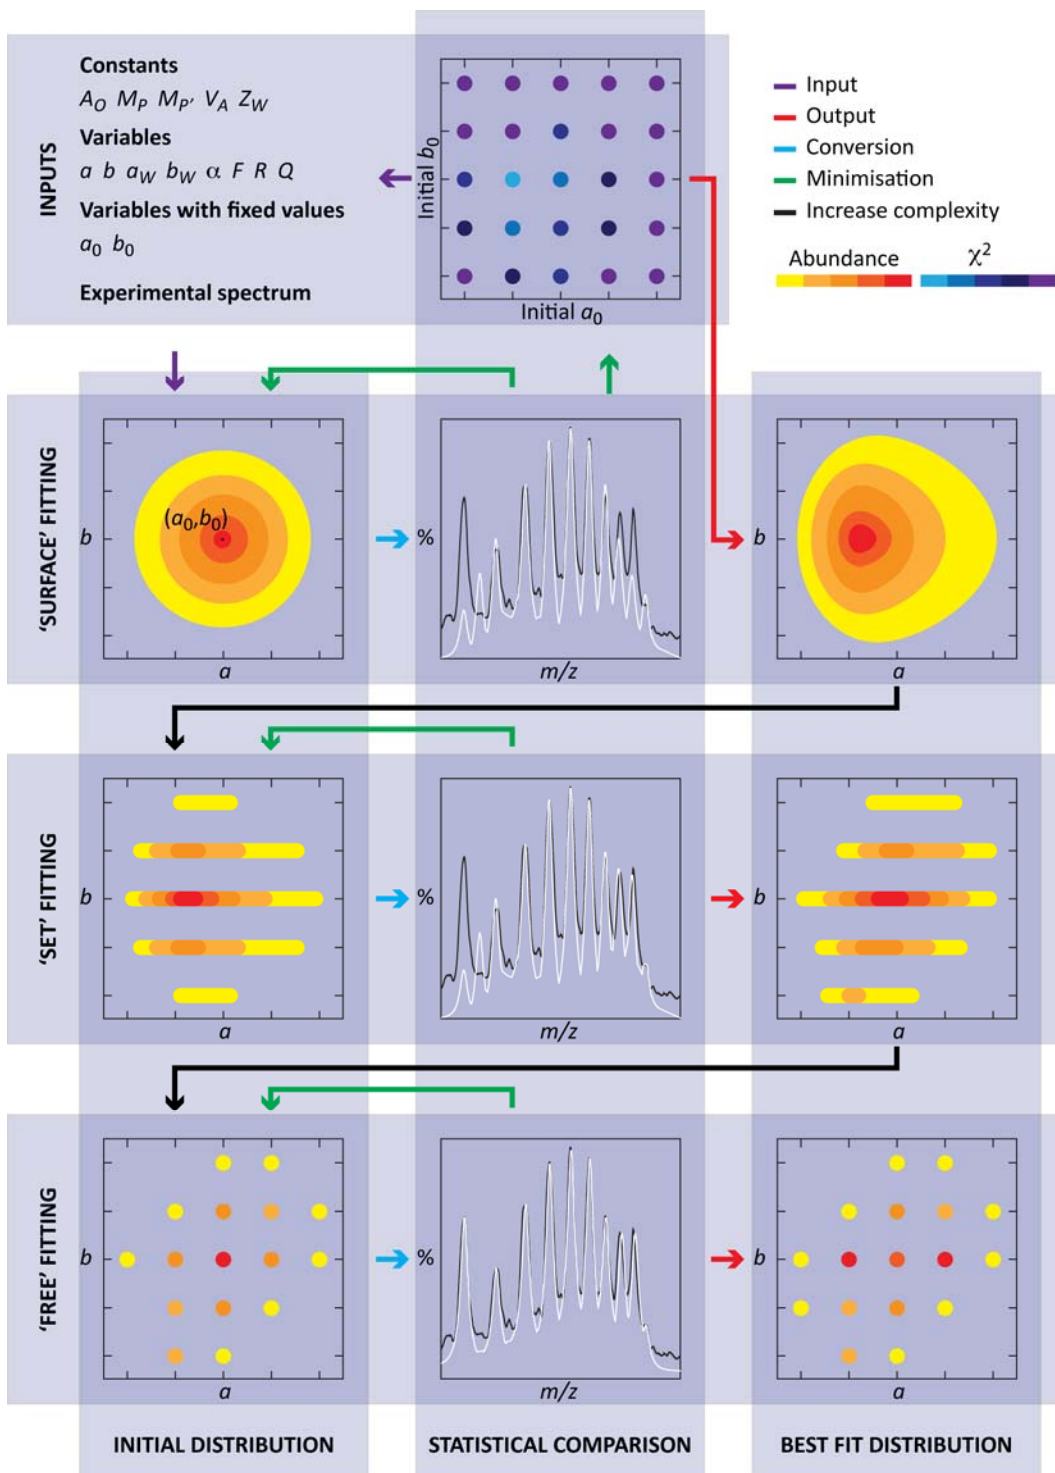 Constants
A_O M_P M_P' V_A Z_W
Variables
a b a_W b_W α F R Q
Variables with fixed values
a_0 b_0
Experimental spectrum
INPUTS
Initial b_0
Initial a_0
Input
Output
Conversion
Minimisation
Increase complexity
Abundance
χ²
'SURFACE' FITTING
(a_0,b_0)
b
a
%
m/z
b
a
'SET' FITTING
b
a
%
m/z
b
a
'FREE' FITTING
b
a
%
m/z
b
a
INITIAL DISTRIBUTION
STATISTICAL COMPARISON
BEST FIT DISTRIBUTION